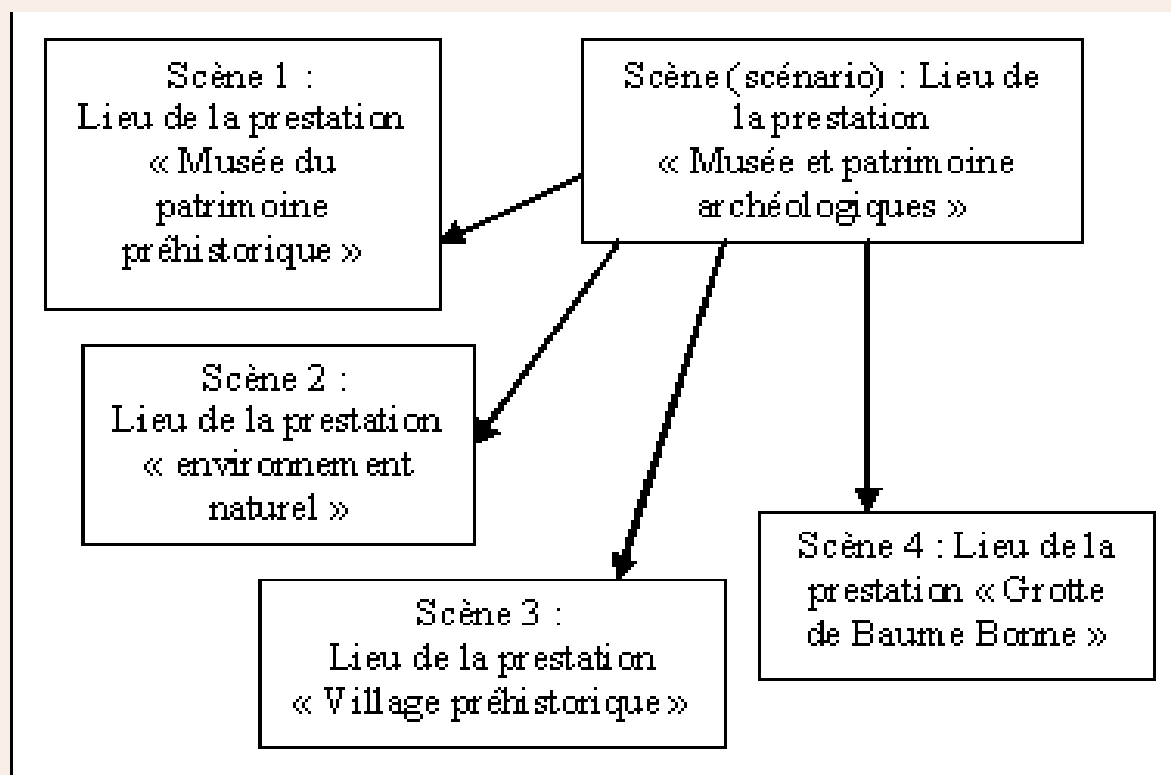 Scène 1 :
Lieu de la prestation
« Musée du
patrimoine
préhistorique »
Scène (scénario) : Lieu de
la prestation
« Musée et patrimoine
archéologiques »
Scène 2 :
Lieu de la prestation
« environnement
naturel »
Scène 3 :
Lieu de la prestation
« Village préhistorique »
Scène 4 : Lieu de la
prestation « Grotte
de Baume Bonne »